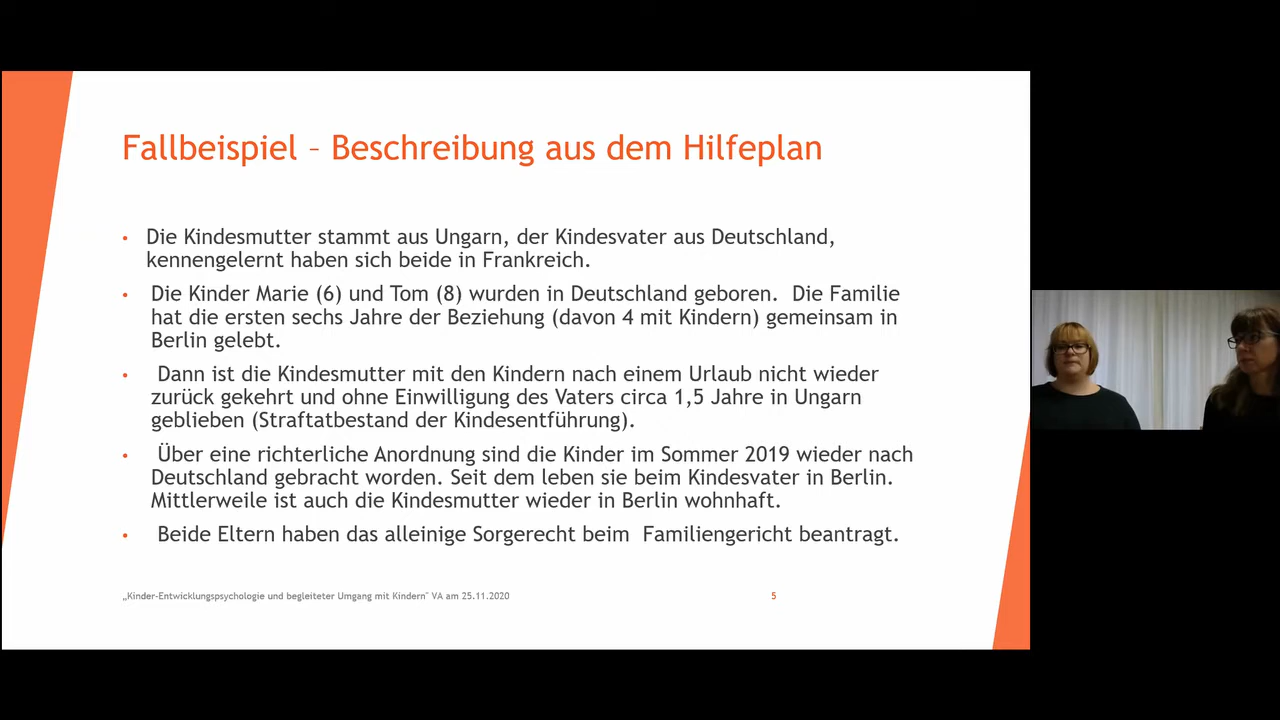 Fallbeispiel – Beschreibung aus dem Hilfeplan
• Die Kindesmutter stammt aus Ungarn, der Kindesvater aus Deutschland,
kennengelernt haben sich beide in Frankreich.
• Die Kinder Marie (6) und Tom (8) wurden in Deutschland geboren. Die Familie
hat die ersten sechs Jahre der Beziehung (davon 4 mit Kindern) gemeinsam in
Berlin gelebt.
• Dann ist die Kindesmutter mit den Kindern nach einem Urlaub nicht wieder
zurück gekehrt und ohne Einwilligung des Vaters circa 1,5 Jahre in Ungarn
geblieben (Straftatbestand der Kindesentführung).
• Über eine richterliche Anordnung sind die Kinder im Sommer 2019 wieder nach
Deutschland gebracht worden. Seit dem leben sie beim Kindesvater in Berlin.
Mittlerweile ist auch die Kindesmutter wieder in Berlin wohnhaft.
• Beide Eltern haben das alleinige Sorgerecht beim Familiengericht beantragt.
„Kinder-Entwicklungspsychologie und begleiteter Umgang mit Kindern" VA am 25.11.2020
5